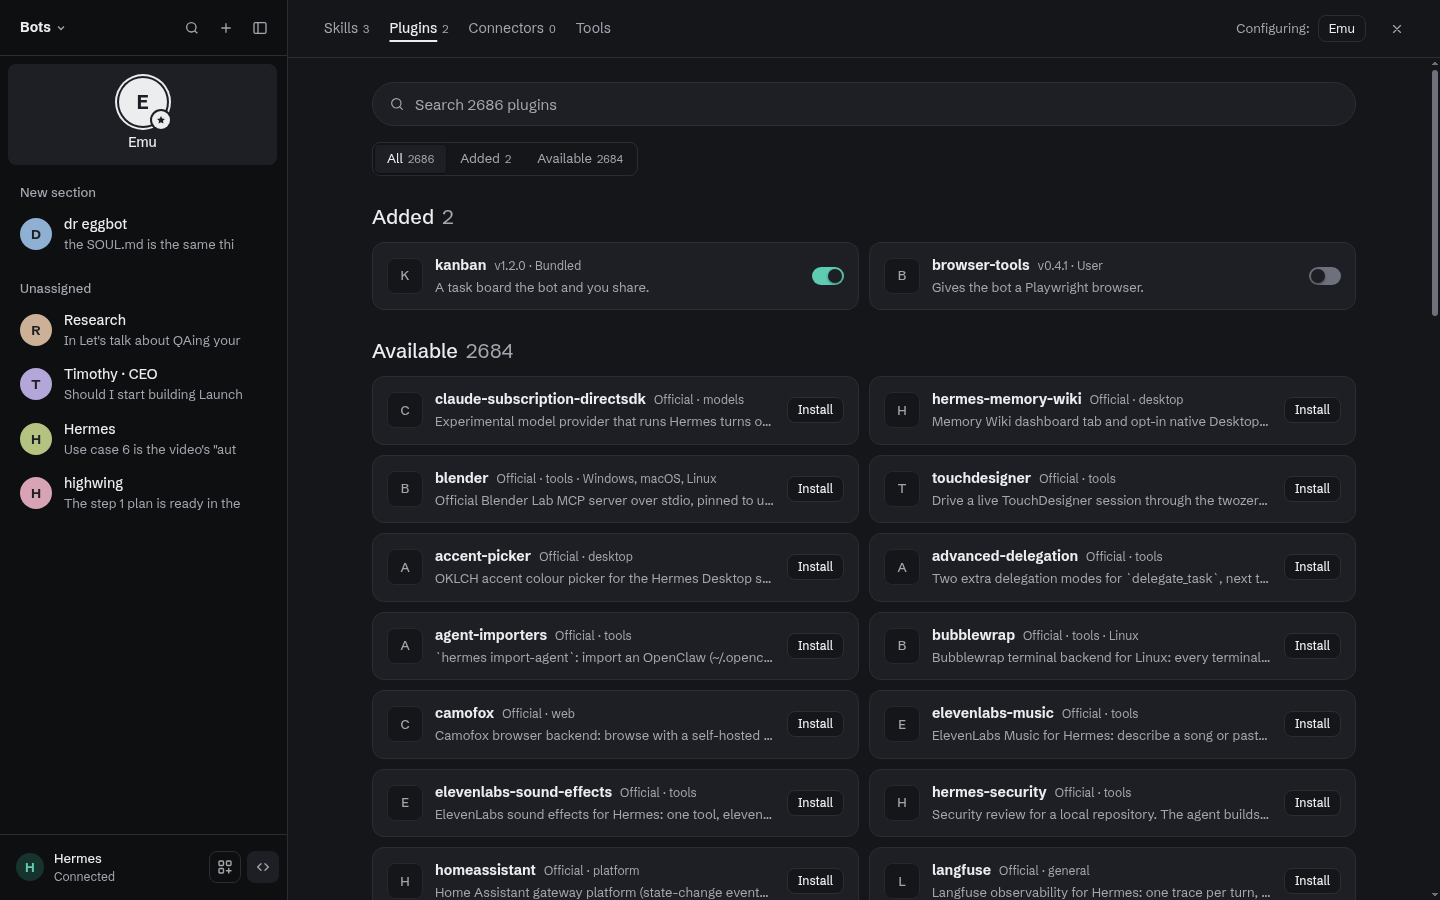 Bots
E
Emu
New section
D
dr eggbot
the SOUL.md is the same thi
Unassigned
R
Research
In Let's talk about QAing your
T
Timothy · CEO
Should I start building Launch
H
Hermes
Use case 6 is the video's "aut
H
highwing
The step 1 plan is ready in the
H
Hermes
Connected
Skills 3
Plugins 2
Connectors 0
Tools
Configuring:
Emu
Search 2686 plugins
All 2686
Added 2
Available 2684
Added 2
K
kanban v1.2.0 · Bundled
A task board the bot and you share.
B
browser-tools v0.4.1 · User
Gives the bot a Playwright browser.
Available 2684
C
claude-subscription-directsdk Official · models
Experimental model provider that runs Hermes turns o...
Install
H
hermes-memory-wiki Official · desktop
Memory Wiki dashboard tab and opt-in native Desktop...
Install
B
blender Official · tools · Windows, macOS, Linux
Official Blender Lab MCP server over stdio, pinned to u...
Install
T
touchdesigner Official · tools
Drive a live TouchDesigner session through the twozer...
Install
A
accent-picker Official · desktop
OKLCH accent colour picker for the Hermes Desktop s...
Install
A
advanced-delegation Official · tools
Two extra delegation modes for `delegate_task`, next t...
Install
A
agent-importers Official · tools
`hermes import-agent`: import an OpenClaw (~/.openc...
Install
B
bubblewrap Official · tools · Linux
Bubblewrap terminal backend for Linux: every terminal...
Install
C
camofox Official · web
Camofox browser backend: browse with a self-hosted ...
Install
E
elevenlabs-music Official · tools
ElevenLabs Music for Hermes: describe a song or past...
Install
E
elevenlabs-sound-effects Official · tools
ElevenLabs sound effects for Hermes: one tool, eleven...
Install
H
hermes-security Official · tools
Security review for a local repository. The agent builds...
Install
H
homeassistant Official · platform
Home Assistant gateway platform (state-change event...
Install
L
langfuse Official · general
Langfuse observability for Hermes: one trace per turn, ...
Install